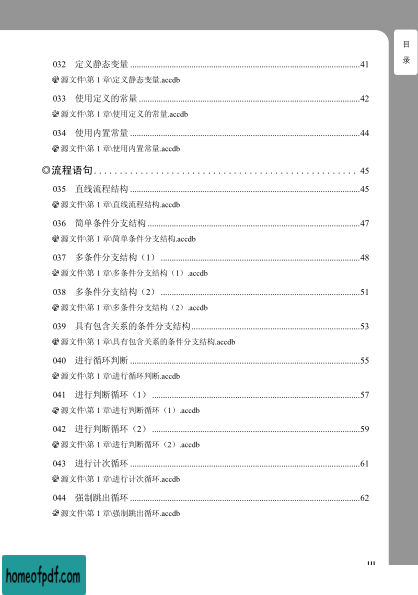 目
录
032 定义静态变量 ........ 41
源文件\第 1 章\定义静态变量.accdb
033 使用定义的常量 ........ 42
源文件\第 1 章\使用定义的常量.accdb
034 使用内置常量 ........ 44
源文件\第 1 章\使用内置常量.accdb
◎流程语句 ........ 45
035 直线流程结构 ........ 45
源文件\第 1 章\直线流程结构.accdb
036 简单条件分支结构 ........ 47
源文件\第 1 章\简单条件分支结构.accdb
037 多条件分支结构（1） ........ 48
源文件\第 1 章\多条件分支结构（1）.accdb
038 多条件分支结构（2） ........ 51
源文件\第 1 章\多条件分支结构（2）.accdb
039 具有包含关系的条件分支结构 ........ 53
源文件\第 1 章\具有包含关系的条件分支结构.accdb
040 进行循环判断 ........ 55
源文件\第 1 章\进行循环判断.accdb
041 进行判断循环（1） ........ 57
源文件\第 1 章\进行判断循环（1）.accdb
042 进行判断循环（2） ........ 59
源文件\第 1 章\进行判断循环（2）.accdb
043 进行计次循环 ........ 61
源文件\第 1 章\进行计次循环.accdb
044 强制跳出循环 ........ 62
源文件\第 1 章\强制跳出循环.accdb
III
homeofpdf.com